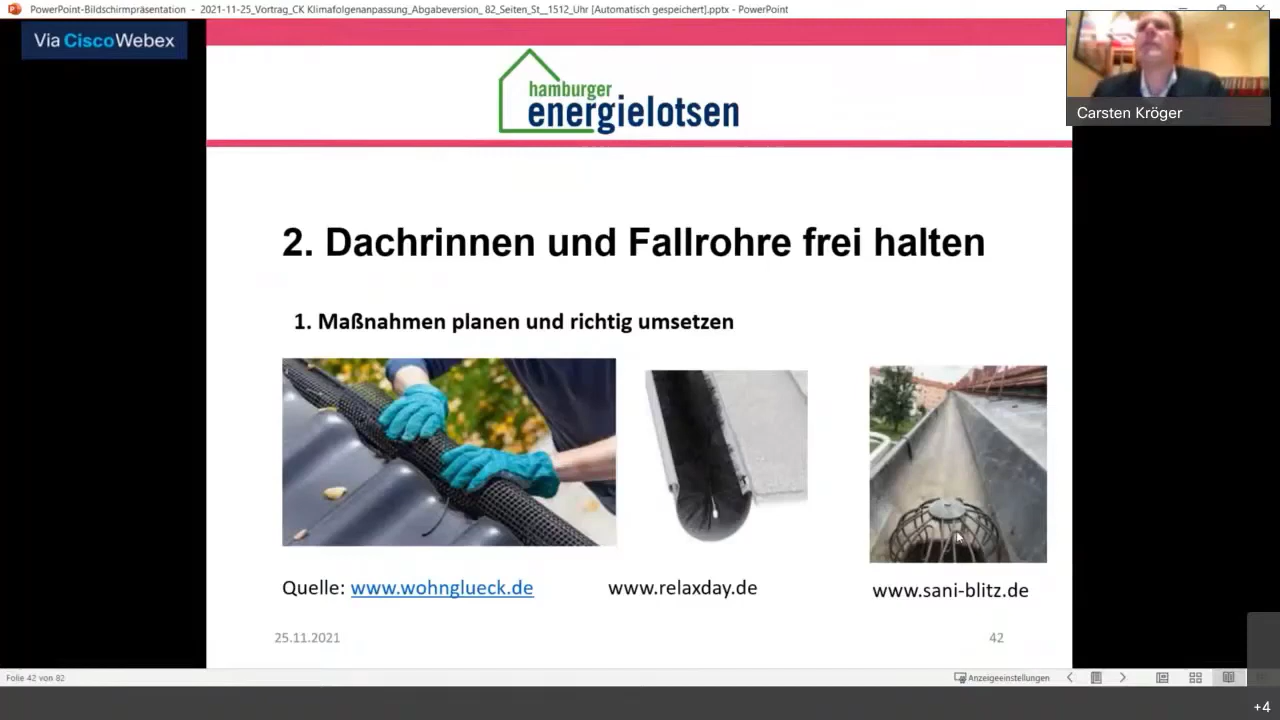 PowerPoint-Bildschirmpräsentation - 2021-11-25_Vortrag_CK Klimafolgenanpassung_Abgabeversion_ 82_Seiten_St__1512_Uhr [Automatisch gespeichert].pptx - PowerPoint
Via CiscoWebex
Carsten Kröger
hamburger
energielotsen
2. Dachrinnen und Fallrohre frei halten
1. Maßnahmen planen und richtig umsetzen
Quelle: www.wohnglueck.de
www.relaxday.de
www.sani-blitz.de
25.11.2021
42
Folie 42 von 82
Anzeigeeinstellungen
+4